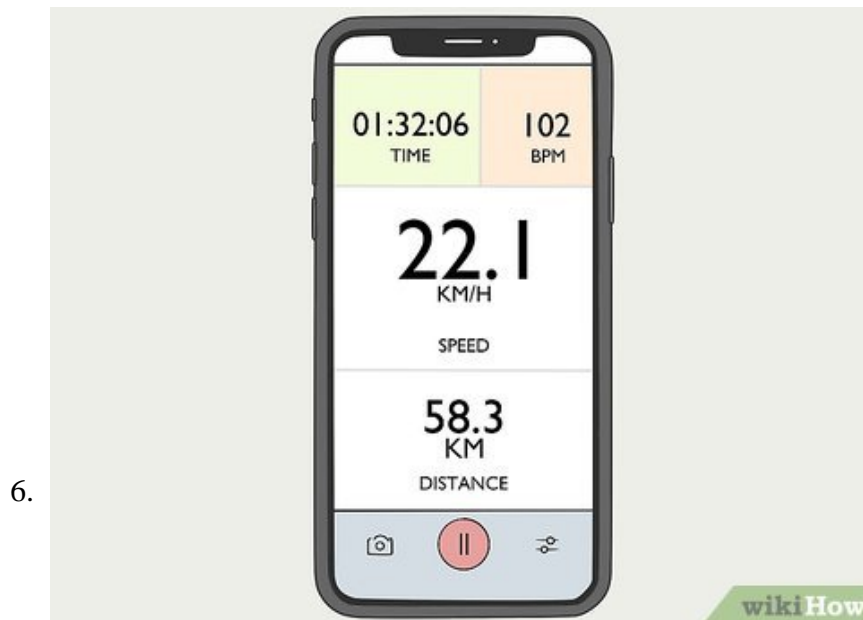 01:32:06
TIME
102
BPM
22.1
KM/H
SPEED
58.3
KM
DISTANCE
6.
wikiHow